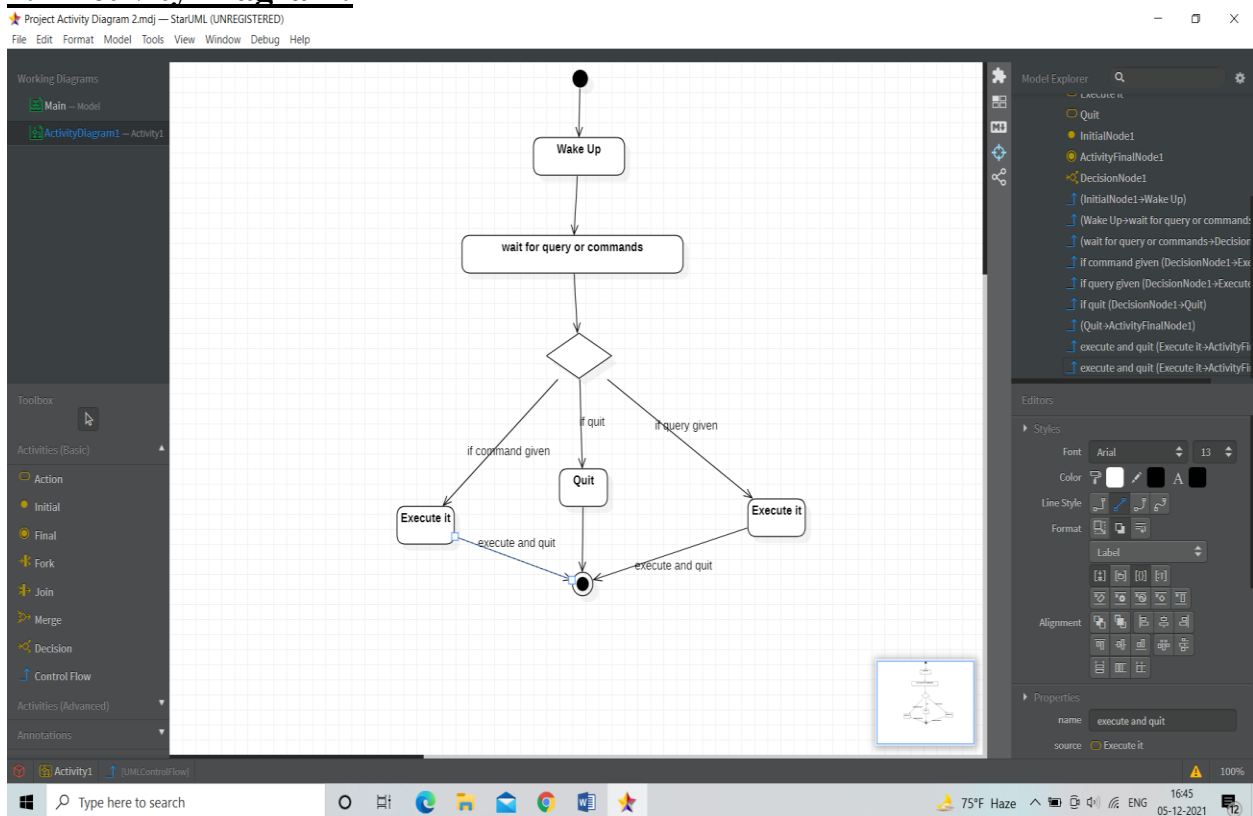 Project Activity Diagram 2.mdj — StarUML (UNREGISTERED)
File Edit Format Model Tools View Window Debug Help
Working Diagrams
Main — Model
ActivityDiagram1 — Activity1
Toolbox
Activities (Basic)
Action
Initial
Final
Fork
Join
Merge
Decision
Control Flow
Activities (Advanced)
Annotations
Wake Up
wait for query or commands
if command given
if quit
if query given
Execute it
Quit
Execute it
execute and quit
execute and quit
Model Explorer
Execute it
Quit
InitialNode1
ActivityFinalNode1
DecisionNode1
(InitialNode1→Wake Up)
(Wake Up→wait for query or commands
(wait for query or commands→Decision
if command given (DecisionNode1→Exe
if query given (DecisionNode1→Execute
if quit (DecisionNode1→Quit)
(Quit→ActivityFinalNode1)
execute and quit (Execute it→ActivityFi
execute and quit (Execute it→ActivityFi
Editors
Styles
Font Arial 13
Color A
Line Style
Format
Label
Alignment
Properties
name execute and quit
source Execute it
Activity1 [UMLControlFlow]
100%
Type here to search
75°F Haze ENG 16:45
05-12-2021
12